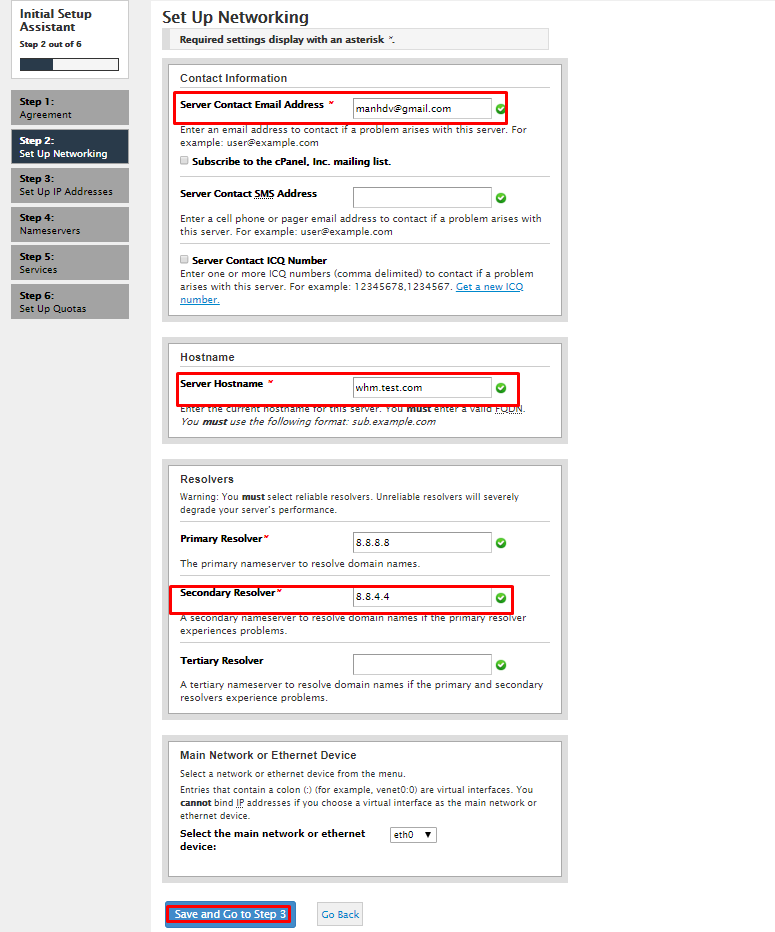 Initial Setup
Assistant
Step 2 out of 6
Step 1:
Agreement
Step 2:
Set Up Networking
Step 3:
Set Up IP Addresses
Step 4:
Nameservers
Step 5:
Services
Step 6:
Set Up Quotas
Set Up Networking
Required settings display with an asterisk *.
Contact Information
Server Contact Email Address * manhdv@gmail.com
Enter an email address to contact if a problem arises with this server. For
example: user@example.com
Subscribe to the cPanel, Inc. mailing list.
Server Contact SMS Address
Enter a cell phone or pager email address to contact if a problem arises with
this server. For example: user@example.com
Server Contact ICQ Number
Enter one or more ICQ numbers (comma delimited) to contact if a problem
arises with this server. For example: 12345678,1234567. Get a new ICQ
number.
Hostname
Server Hostname * whm.test.com
Enter the current hostname for this server. You must enter a valid FQDN.
You must use the following format: sub.example.com
Resolvers
Warning: You must select reliable resolvers. Unreliable resolvers will severely
degrade your server's performance.
Primary Resolver* 8.8.8.8
The primary nameserver to resolve domain names.
Secondary Resolver* 8.8.4.4
A secondary nameserver to resolve domain names if the primary resolver
experiences problems.
Tertiary Resolver
A tertiary nameserver to resolve domain names if the primary and secondary
resolvers experience problems.
Main Network or Ethernet Device
Select a network or ethernet device from the menu.
Entries that contain a colon (:) (for example, venet0:0) are virtual interfaces. You
cannot bind IP addresses if you choose a virtual interface as the main network or
ethernet device.
Select the main network or ethernet eth0
device:
Save and Go to Step 3 Go Back